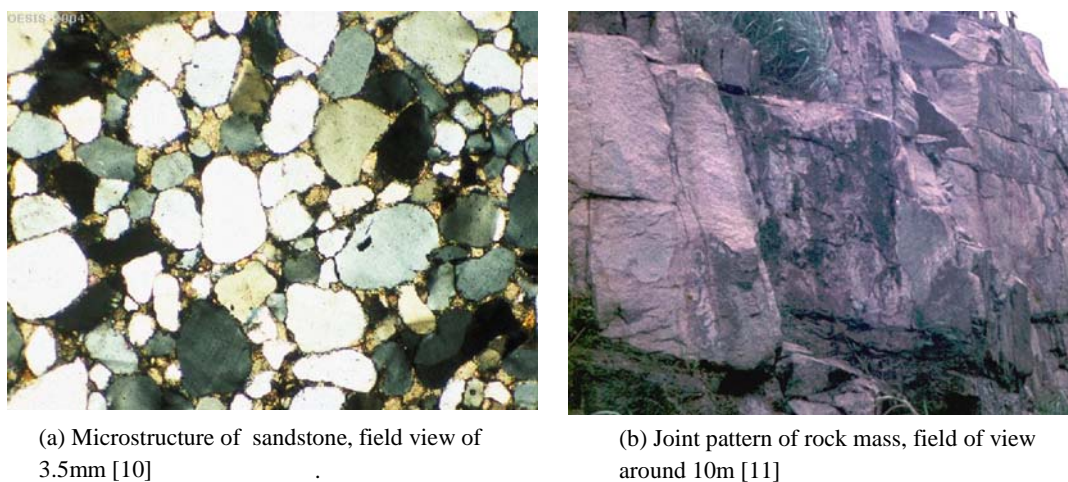 OESIS 2004
(a) Microstructure of sandstone, field view of
3.5mm [10] .
(b) Joint pattern of rock mass, field of view
around 10m [11]